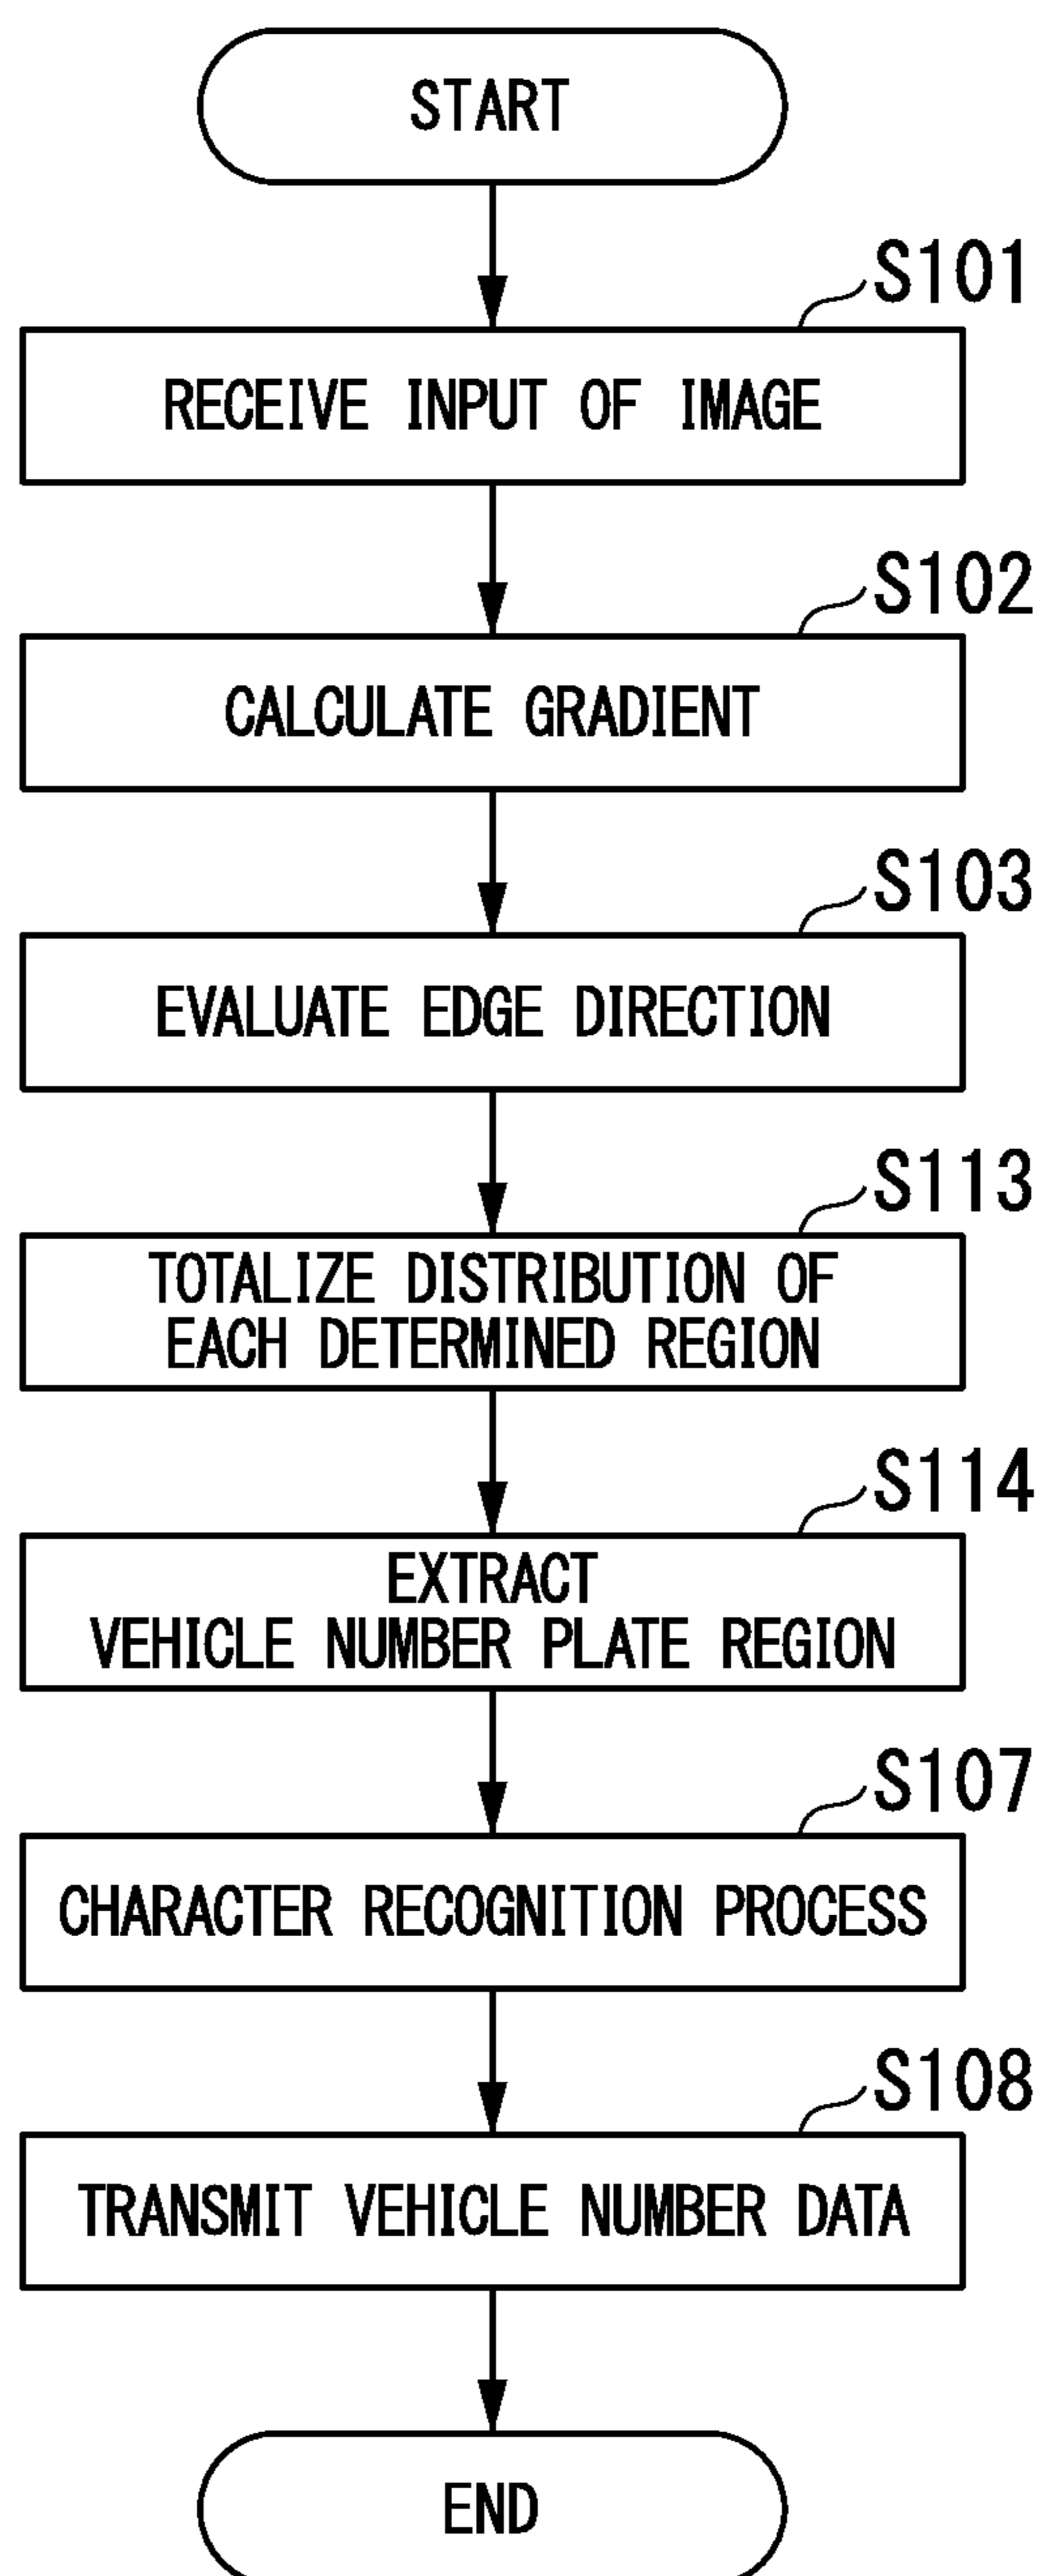 START
S101
RECEIVE INPUT OF IMAGE
S102
CALCULATE GRADIENT
S103
EVALUATE EDGE DIRECTION
S113
TOTALIZE DISTRIBUTION OF
EACH DETERMINED REGION
S114
EXTRACT
VEHICLE NUMBER PLATE REGION
S107
CHARACTER RECOGNITION PROCESS
S108
TRANSMIT VEHICLE NUMBER DATA
END